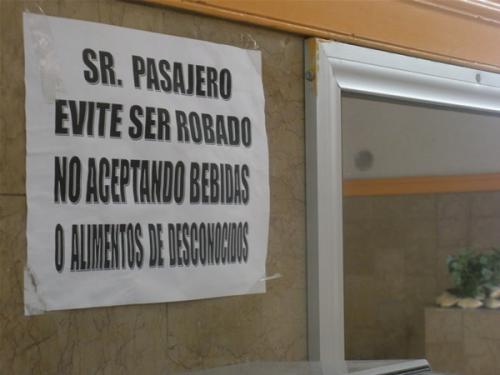 SR. PASAJERO
EVITE SER ROBADO
NO ACEPTANDO BEBIDAS
O ALIMENTOS DE DESCONOCIDOS